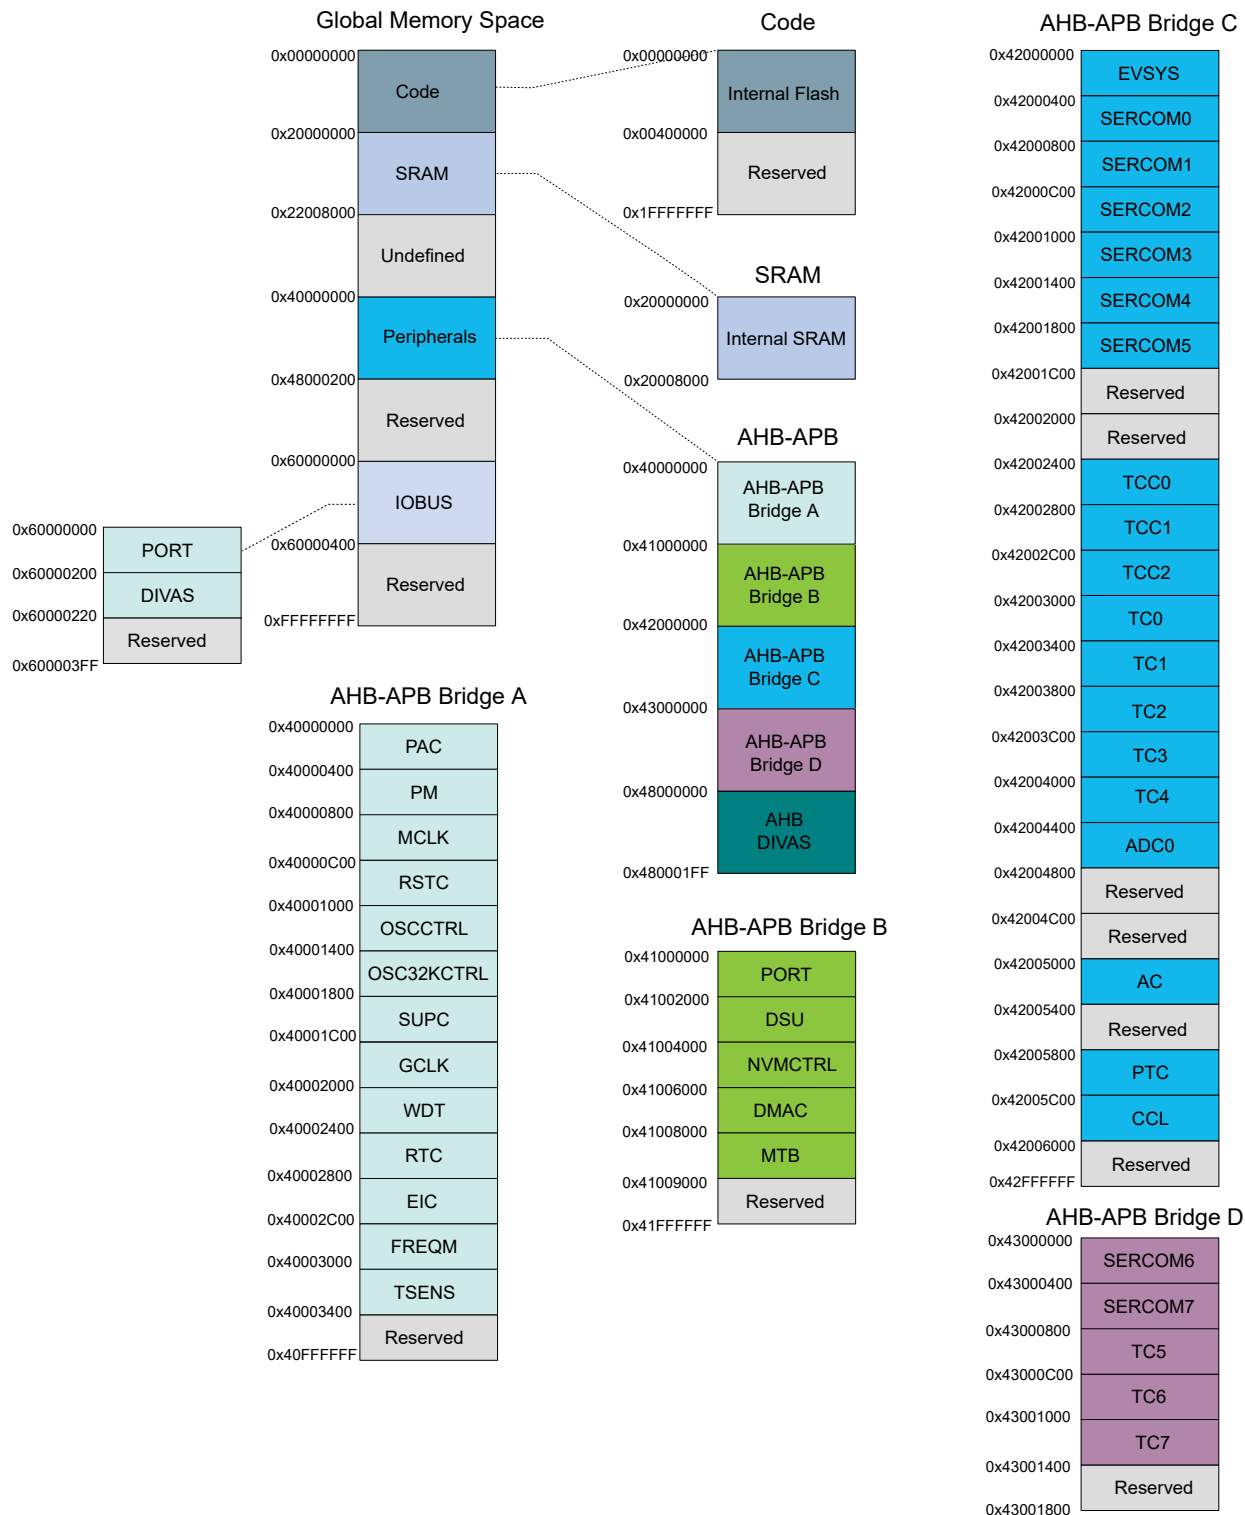 Global Memory Space
0x00000000
Code
0x20000000
SRAM
0x22008000
Undefined
0x40000000
Peripherals
0x48000200
Reserved
0x60000000
IOBUS
0x60000400
Reserved
0xFFFFFFFF
0x60000000
PORT
0x60000200
DIVAS
0x60000220
Reserved
0x600003FF
AHB-APB Bridge A
0x40000000
PAC
0x40000400
PM
0x40000800
MCLK
0x40000C00
RSTC
0x40001000
OSCCTRL
0x40001400
OSC32KCTRL
0x40001800
SUPC
0x40001C00
GCLK
0x40002000
WDT
0x40002400
RTC
0x40002800
EIC
0x40002C00
FREQM
0x40003000
TSENS
0x40003400
Reserved
0x40FFFFFF
Code
0x00000000
Internal Flash
0x00400000
Reserved
0x1FFFFFFF
SRAM
0x20000000
Internal SRAM
0x20008000
AHB-APB
0x40000000
AHB-APB
Bridge A
0x41000000
AHB-APB
Bridge B
0x42000000
AHB-APB
Bridge C
0x43000000
AHB-APB
Bridge D
0x48000000
AHB
DIVAS
0x480001FF
AHB-APB Bridge B
0x41000000
PORT
0x41002000
DSU
0x41004000
NVMCTRL
0x41006000
DMAC
0x41008000
MTB
0x41009000
Reserved
0x41FFFFFF
AHB-APB Bridge C
0x42000000
EVSYS
0x42000400
SERCOM0
0x42000800
SERCOM1
0x42000C00
SERCOM2
0x42001000
SERCOM3
0x42001400
SERCOM4
0x42001800
SERCOM5
0x42001C00
Reserved
0x42002000
Reserved
0x42002400
TCC0
0x42002800
TCC1
0x42002C00
TCC2
0x42003000
TC0
0x42003400
TC1
0x42003800
TC2
0x42003C00
TC3
0x42004000
TC4
0x42004400
ADC0
0x42004800
Reserved
0x42004C00
Reserved
0x42005000
AC
0x42005400
Reserved
0x42005800
PTC
0x42005C00
CCL
0x42006000
Reserved
0x42FFFFFF
AHB-APB Bridge D
0x43000000
SERCOM6
0x43000400
SERCOM7
0x43000800
TC5
0x43000C00
TC6
0x43001000
TC7
0x43001400
Reserved
0x43001800